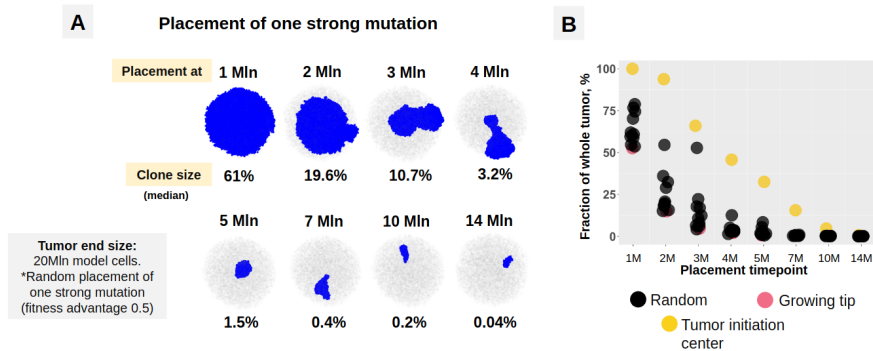 A
Placement of one strong mutation
Placement at
1 Mln
2 Mln
3 Mln
4 Mln
Clone size
(median)
61%
19.6%
10.7%
3.2%
5 Mln
7 Mln
10 Mln
14 Mln
Tumor end size:
20Mln model cells.
*Random placement of
one strong mutation
(fitness advantage 0.5)
1.5%
0.4%
0.2%
0.04%
B
Fraction of whole tumor, %
100
75
50
25
0
1M
2M
3M
4M
5M
7M
10M
14M
Placement timepoint
Random
Growing tip
Tumor initiation
center